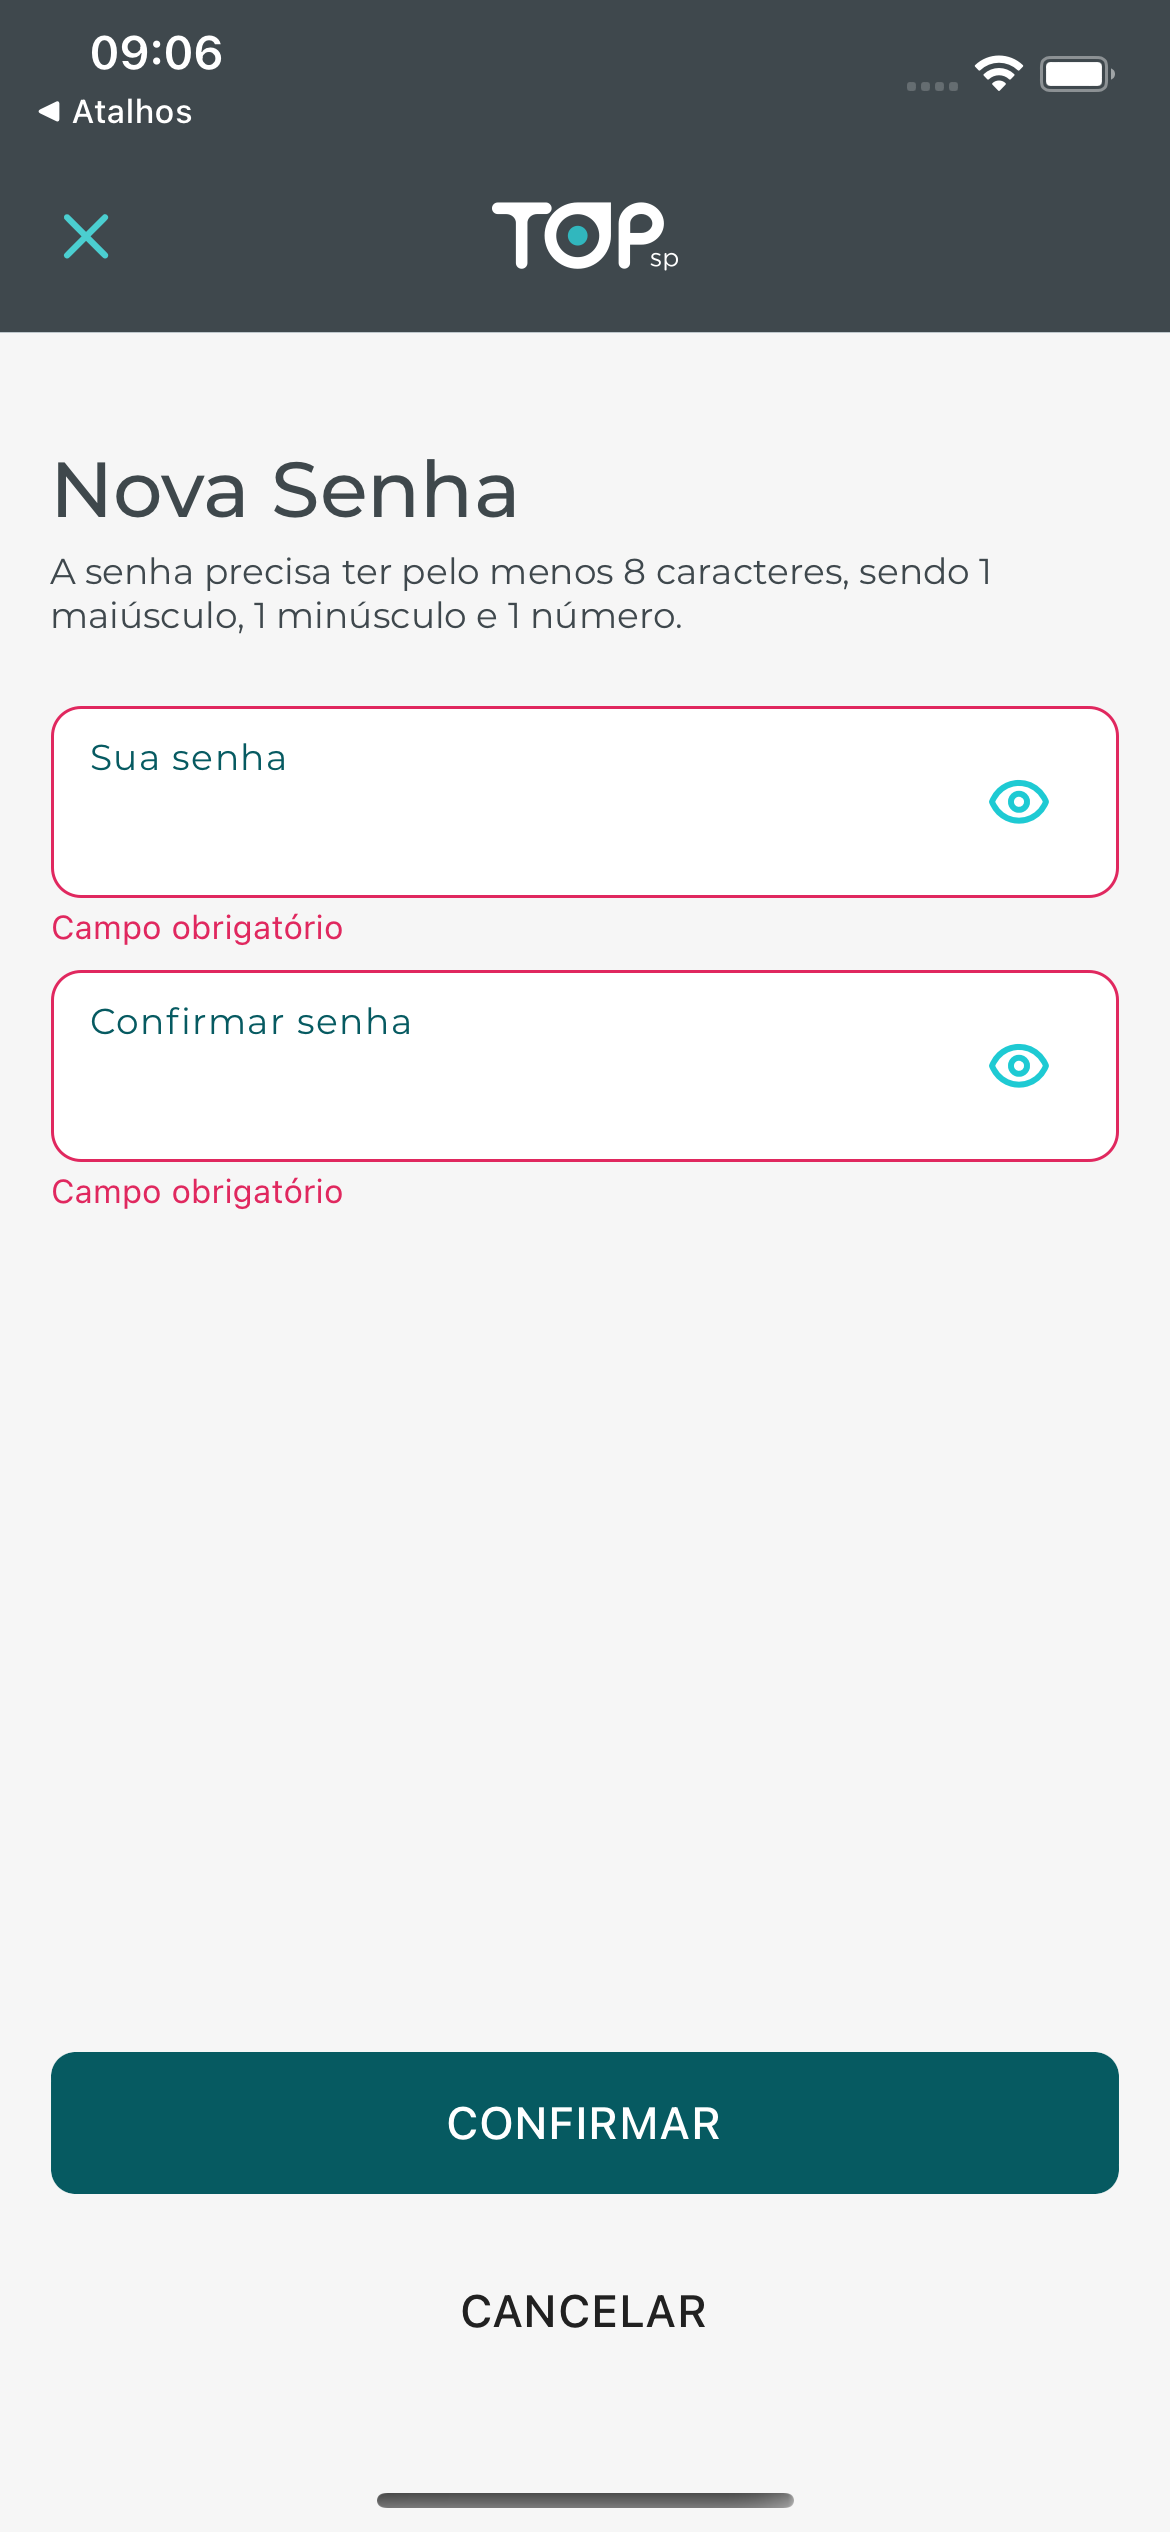 09:06
Atalhos
TOP
sp
Nova Senha
A senha precisa ter pelo menos 8 caracteres, sendo 1
maiúsculo, 1 minúsculo e 1 número.
Sua senha
Campo obrigatório
Confirmar senha
Campo obrigatório
CONFIRMAR
CANCELAR